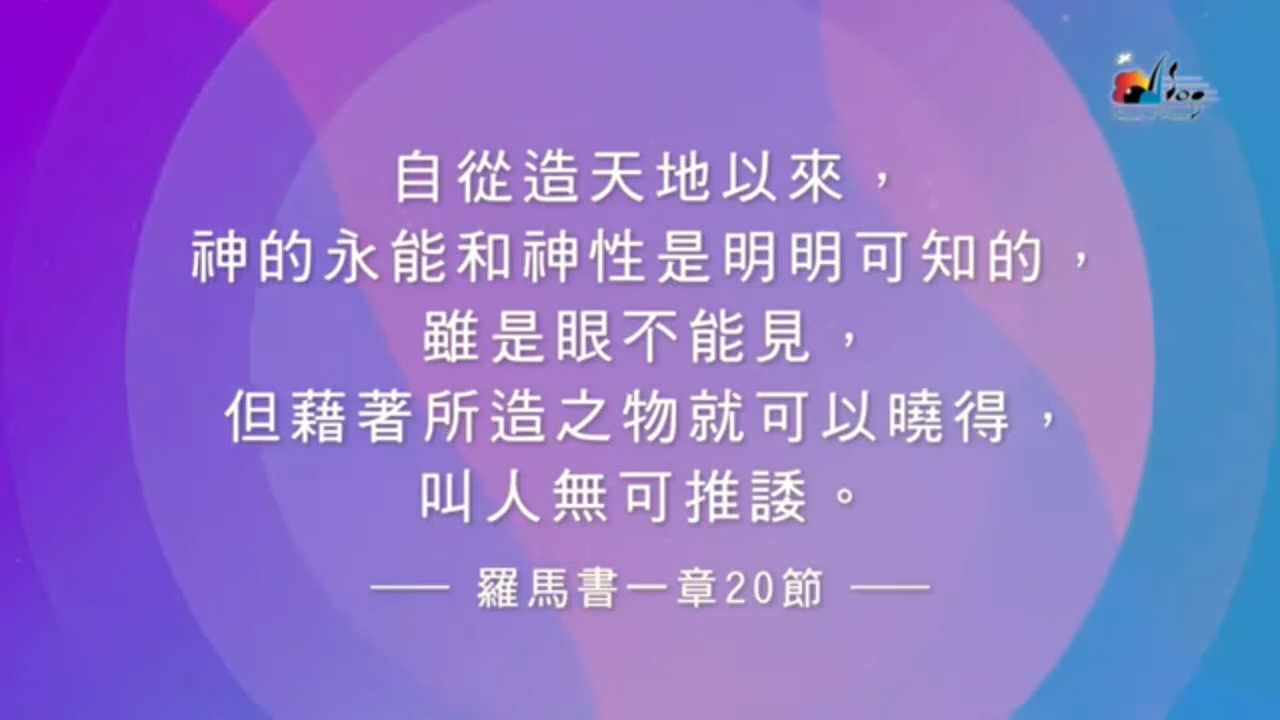 自從造天地以來，
神的永能和神性是明明可知的，
雖是眼不能見，
但藉著所造之物就可以曉得，
叫人無可推諉。
—— 羅馬書一章20節 ——